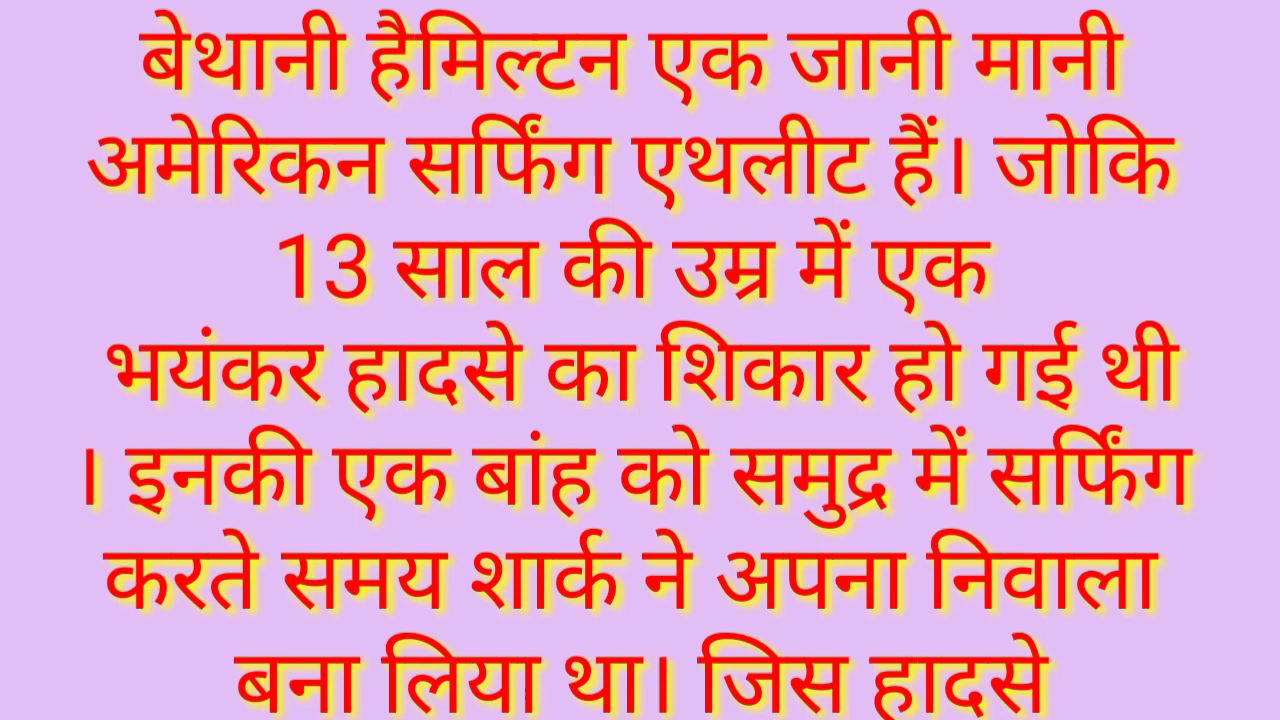 बेथानी हैमिल्टन एक जानी मानी
अमेरिकन सर्फिंग एथलीट हैं। जोकि
13 साल की उम्र में एक
भयंकर हादसे का शिकार हो गई थी
। इनकी एक बांह को समुद्र में सर्फिंग
करते समय शार्क ने अपना निवाला
बना लिया था। जिस हादसे